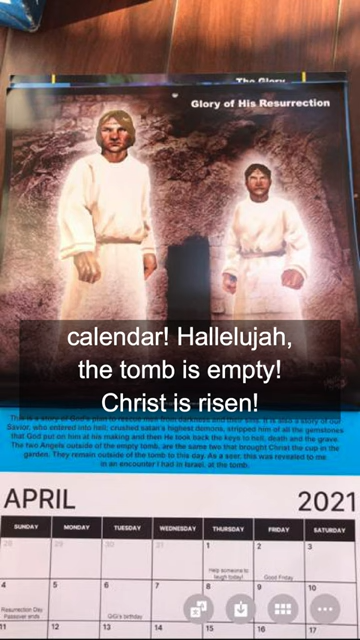 The Glory
Glory of His Resurrection
calendar! Hallelujah,
the tomb is empty!
Christ is risen!
This is a story of God's plan to rescue man from darkness and their sins. It is also a story of our
Savior, who entered into hell; crushed satan's highest demons, stripped him of all the gemstones
that God put on him at his making and then He took back the keys to hell, death and the grave.
The two Angels outside of the empty tomb, are the same two that brought Christ the cup in the
garden. They remain outside of the tomb to this day. As a seer, this was revealed to me
in an encounter I had in Israel, at the tomb.
APRIL 2021
SUNDAY MONDAY TUESDAY WEDNESDAY THURSDAY FRIDAY SATURDAY
28 29 30 31 1 2 3
Help someone to
laugh today!
Good Friday
4 5 6 7 8 9 10
Resurrection Day
Passover ends
GiGi's birthday
11 12 13 14 15 16 17